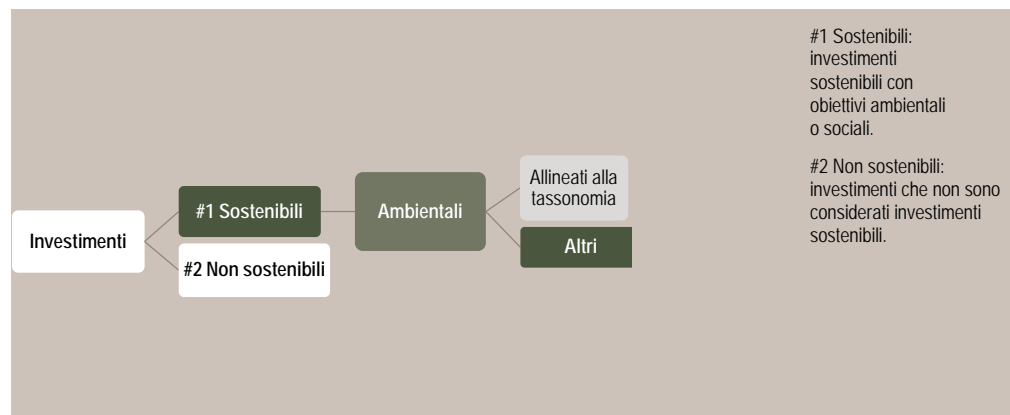 #1 Sostenibili:
investimenti
sostenibili con
obiettivi ambientali
o sociali.
#2 Non sostenibili:
investimenti che non sono
considerati investimenti
sostenibili.
Investimenti
#1 Sostenibili
#2 Non sostenibili
Ambientali
Allineati alla
tassonomia
Altri